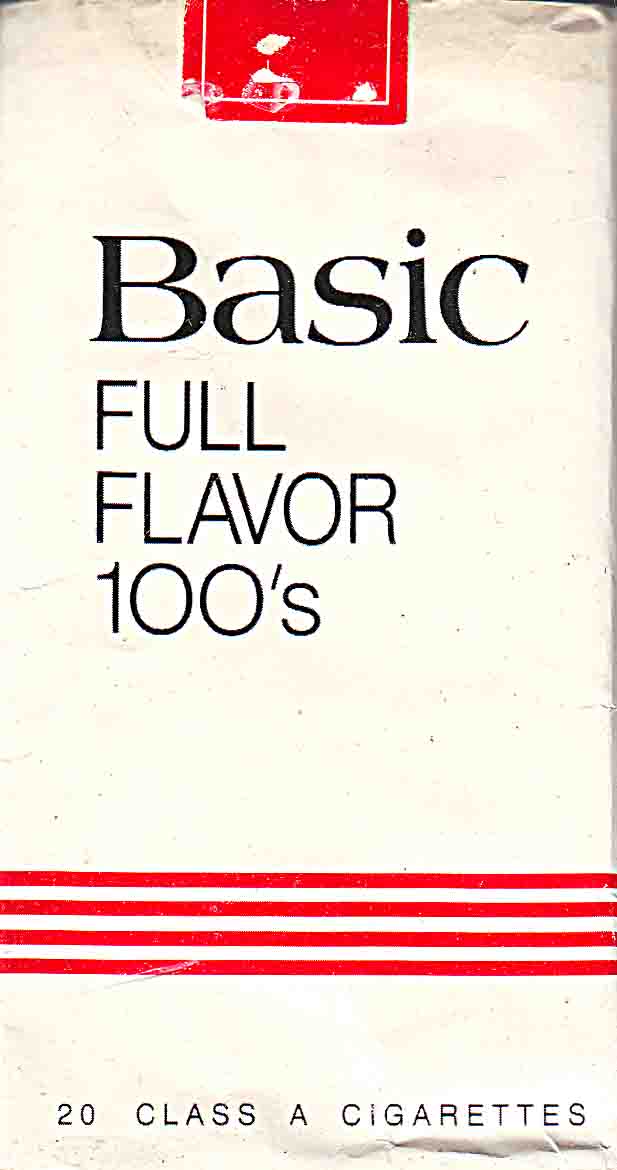 Basic
FULL
FLAVOR
100's
20 CLASS A CIGARETTES